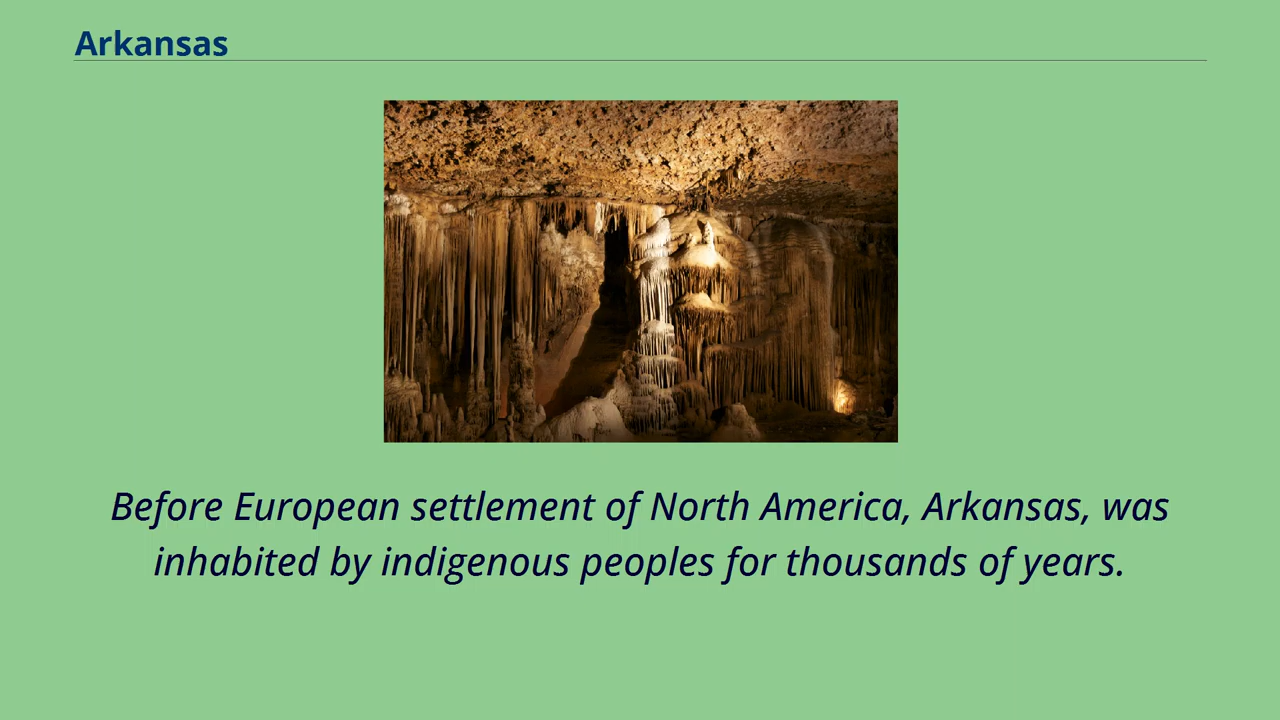 Arkansas
Before European settlement of North America, Arkansas, was
inhabited by indigenous peoples for thousands of years.